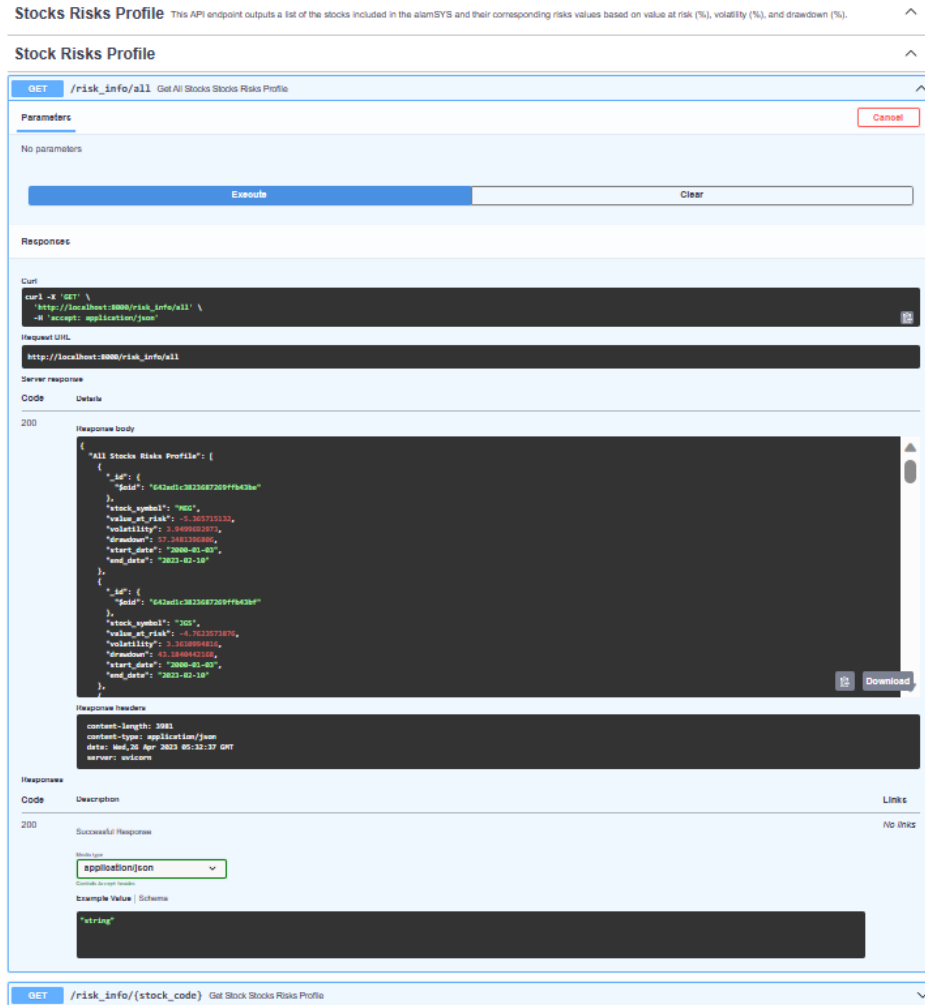 Stocks Risks Profile This API endpoint outputs a list of the stocks included in the alamSYS and their corresponding risks values based on value at risk (%), volatility (%), and drawdown (%).
Stock Risks Profile
GET /risk_info/all Get All Stocks Stocks Risks Profile
Parameters
Cancel
No parameters
Execute
Clear
Responses
Curl
curl -X 'GET' \
'http://localhost:8000/risk_info/all' \
-H 'accept: application/json'
Request URL
http://localhost:8000/risk_info/all
Server response
Code Details
200
Response body
{
"All Stocks Risks Profile": [
{
"_id": {
"$oid":
},
"stock_symbol": "MEG",
"value_at_risk": -5.365715132,
"volatility": 3.9499682973,
"drawdown": 57.2481396806,
"start_date": "2000-01-03",
"end_date": "2023-02-10"
},
{
"_id": {
"$oid":
},
"stock_symbol": "JGS",
"value_at_risk": -4.7623573876,
"volatility": 3.3610994816,
"drawdown": 43.1840442168,
"start_date": "2000-01-03",
"end_date": "2023-02-10"
},
{
Download
Response headers
content-length: 3981
content-type: application/json
date: Wed,26 Apr 2023 05:32:37 GMT
server: uvicorn
Responses
Code Description Links
200 Successful Response No links
Media type
application/json
Controls Accept header.
Example Value | Schema
"string"
GET /risk_info/{stock_code} Get Stock Stocks Risks Profile